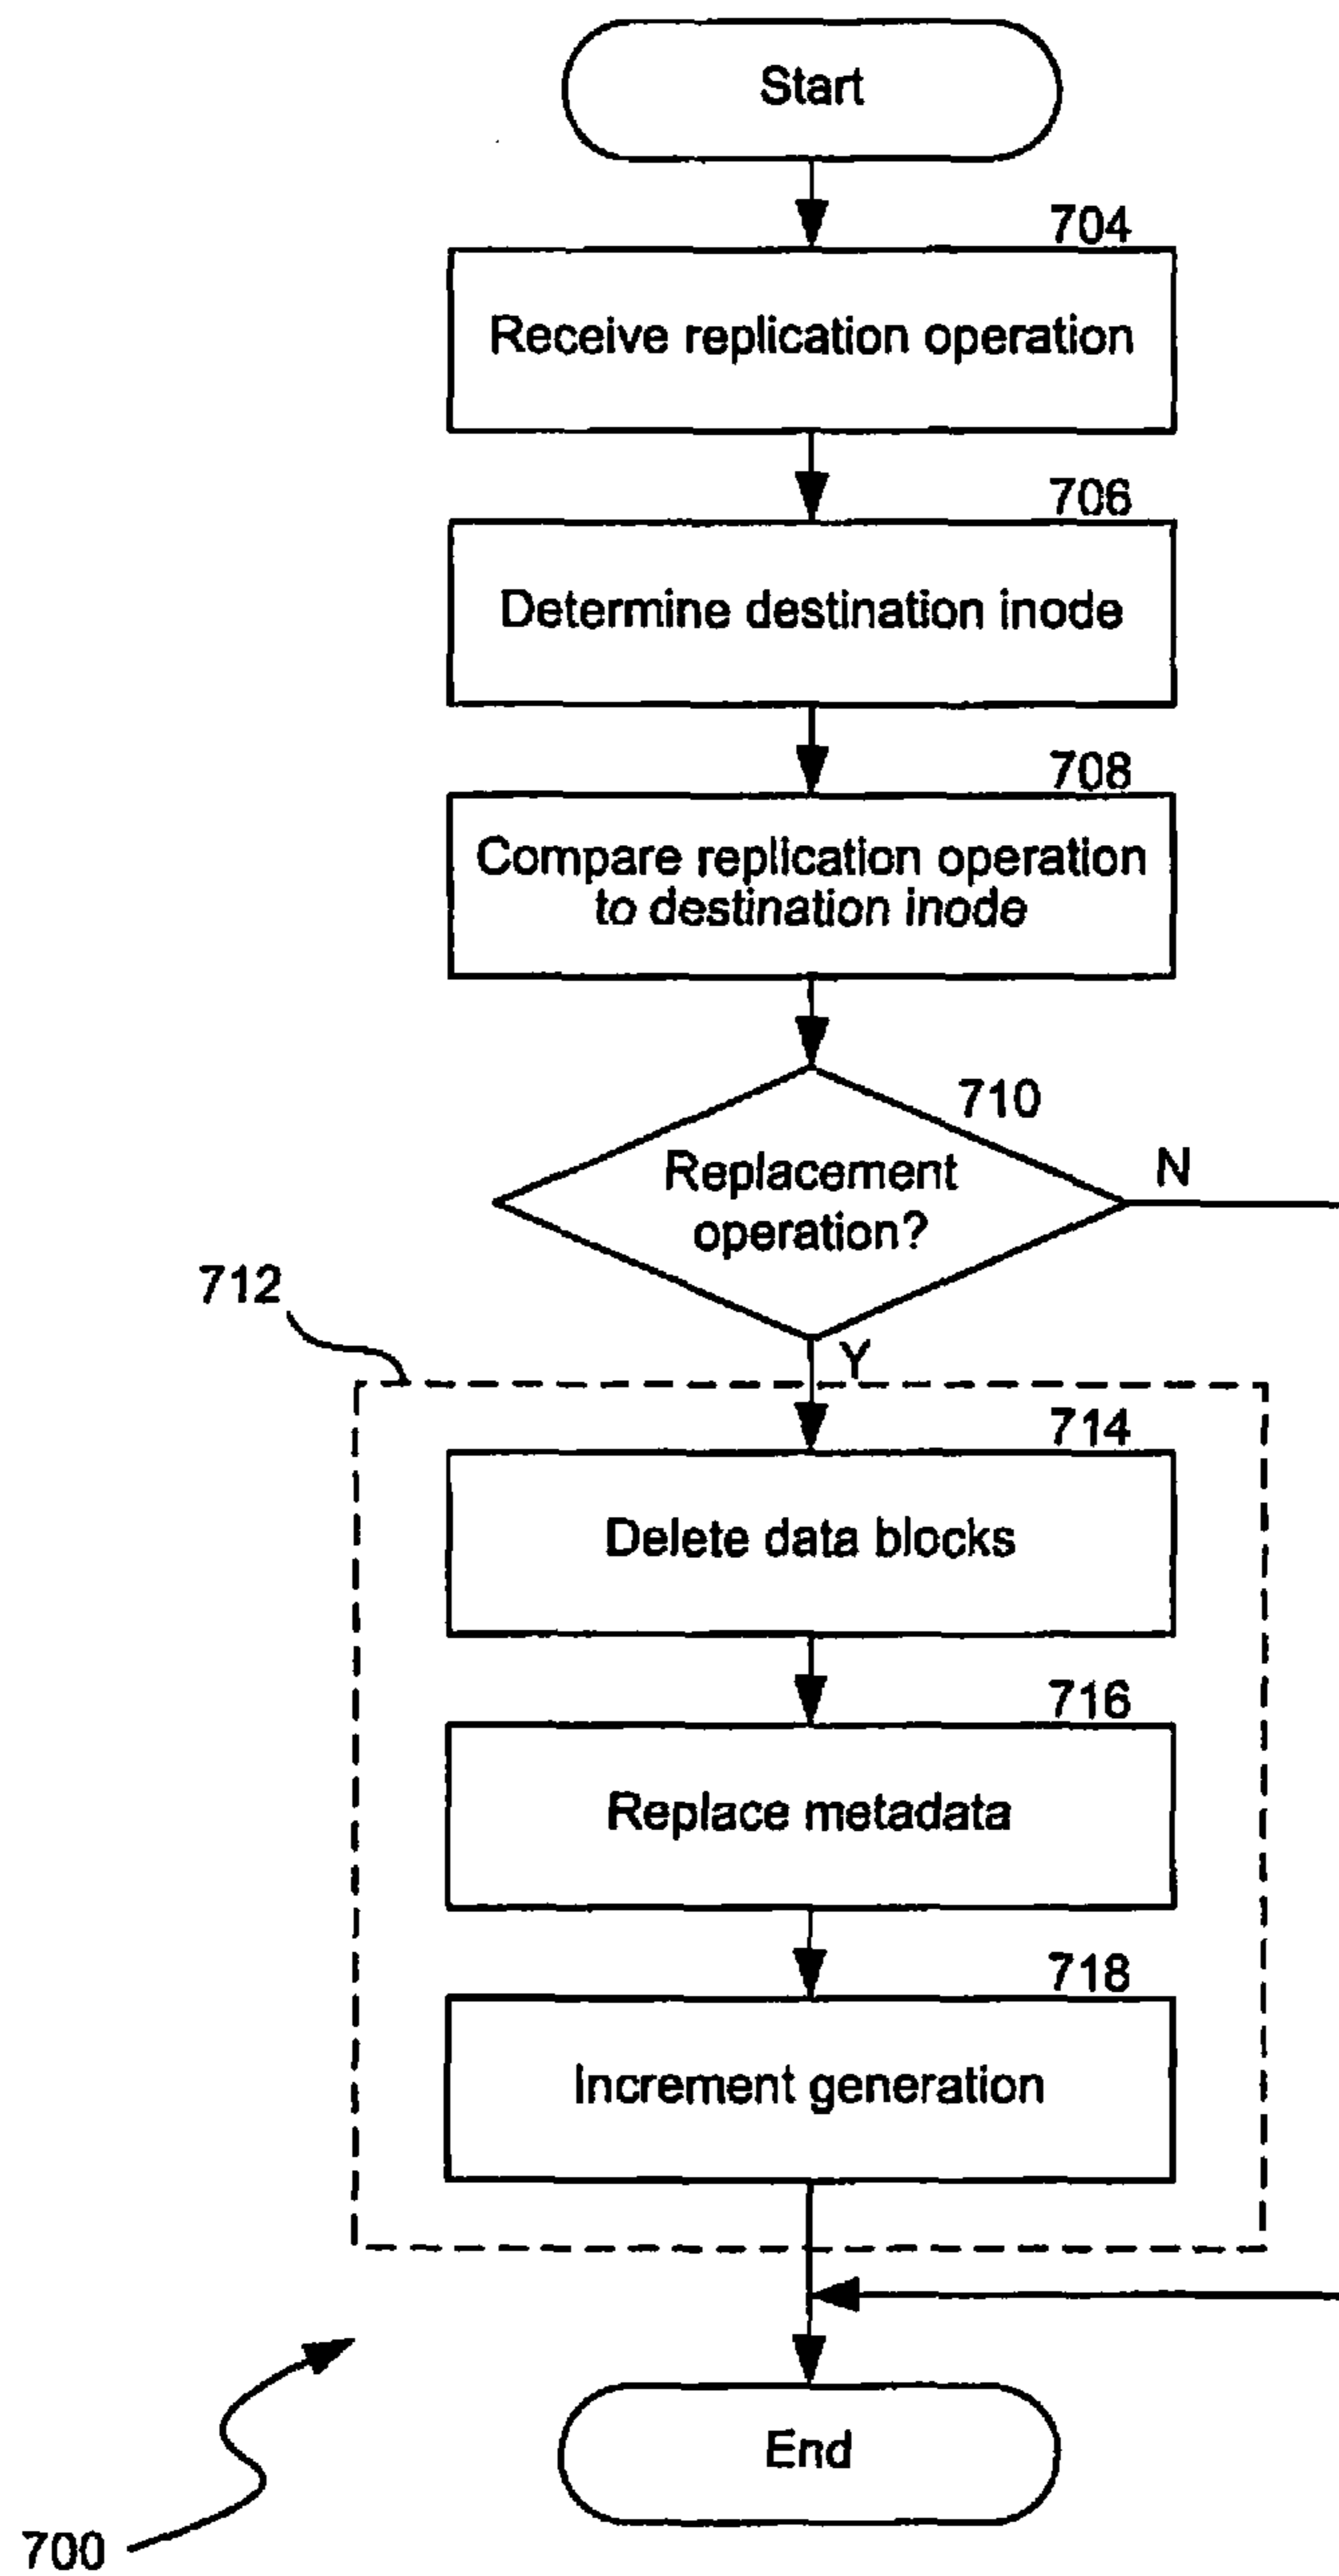 Start
704
Receive replication operation
706
Determine destination inode
708
Compare replication operation
to destination inode
710
Replacement
operation?
N
712
Y
714
Delete data blocks
716
Replace metadata
718
Increment generation
End
700